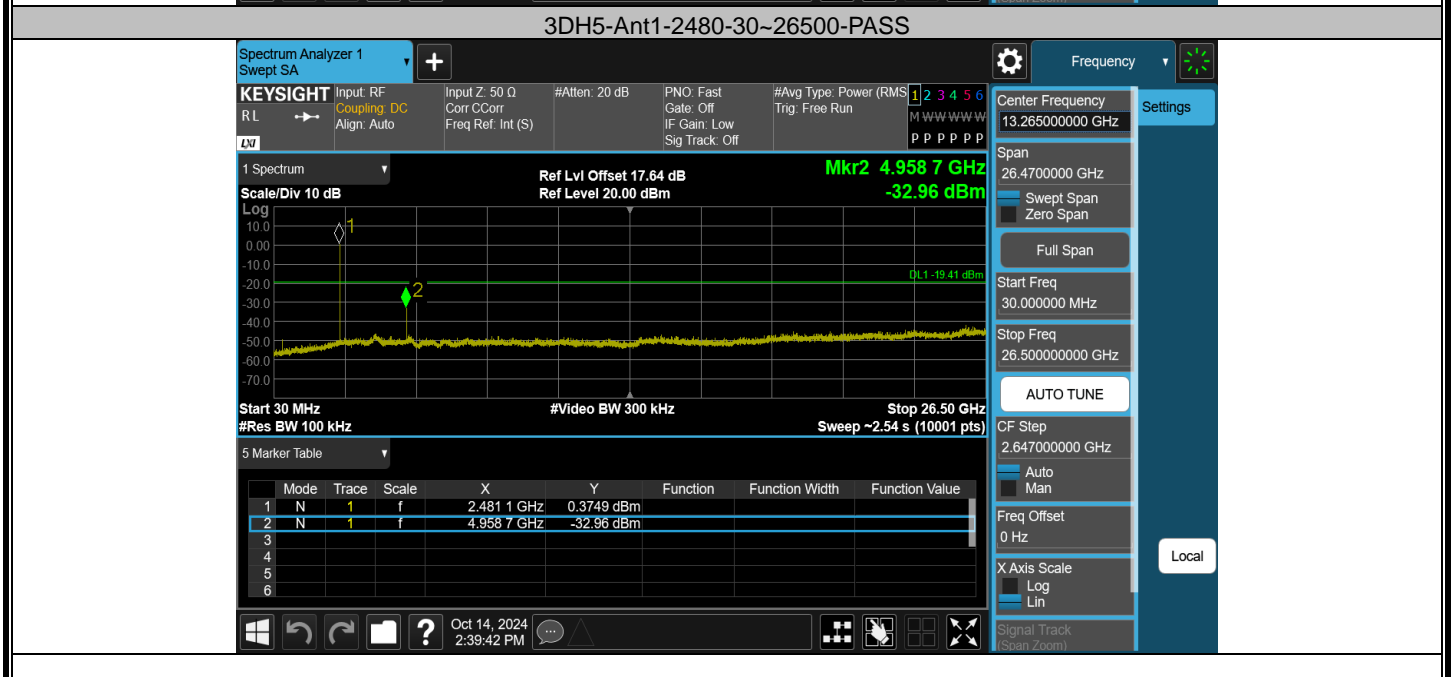 3DH5-Ant1-2480-30~26500-PASS
Spectrum Analyzer 1
Swept SA
Frequency
KEYSIGHT
RL
LXI
Input: RF
Coupling: DC
Align: Auto
Input Z: 50 Ω
Corr CCorr
Freq Ref: Int (S)
#Atten: 20 dB
PNO: Fast
Gate: Off
IF Gain: Low
Sig Track: Off
#Avg Type: Power (RMS
Trig: Free Run
1 2 3 4 5 6
M W W W W W
P P P P P P
1 Spectrum
Scale/Div 10 dB
Log
Ref Lvl Offset 17.64 dB
Ref Level 20.00 dBm
Mkr2 4.958 7 GHz
-32.96 dBm
10.0
0.00
-10.0
-20.0
-30.0
-40.0
-50.0
-60.0
-70.0
1
2
DL1 -19.41 dBm
Start 30 MHz
#Res BW 100 kHz
#Video BW 300 kHz
Stop 26.50 GHz
Sweep ~2.54 s (10001 pts)
5 Marker Table
Mode Trace Scale X Y Function Function Width Function Value
1 N 1 f 2.481 1 GHz 0.3749 dBm
2 N 1 f 4.958 7 GHz -32.96 dBm
3
4
5
6
Oct 14, 2024
2:39:42 PM
Center Frequency
13.265000000 GHz
Settings
Span
26.4700000 GHz
Swept Span
Zero Span
Full Span
Start Freq
30.000000 MHz
Stop Freq
26.500000000 GHz
AUTO TUNE
CF Step
2.647000000 GHz
Auto
Man
Freq Offset
0 Hz
X Axis Scale
Log
Lin
Local
Signal Track
(Span Zoom)